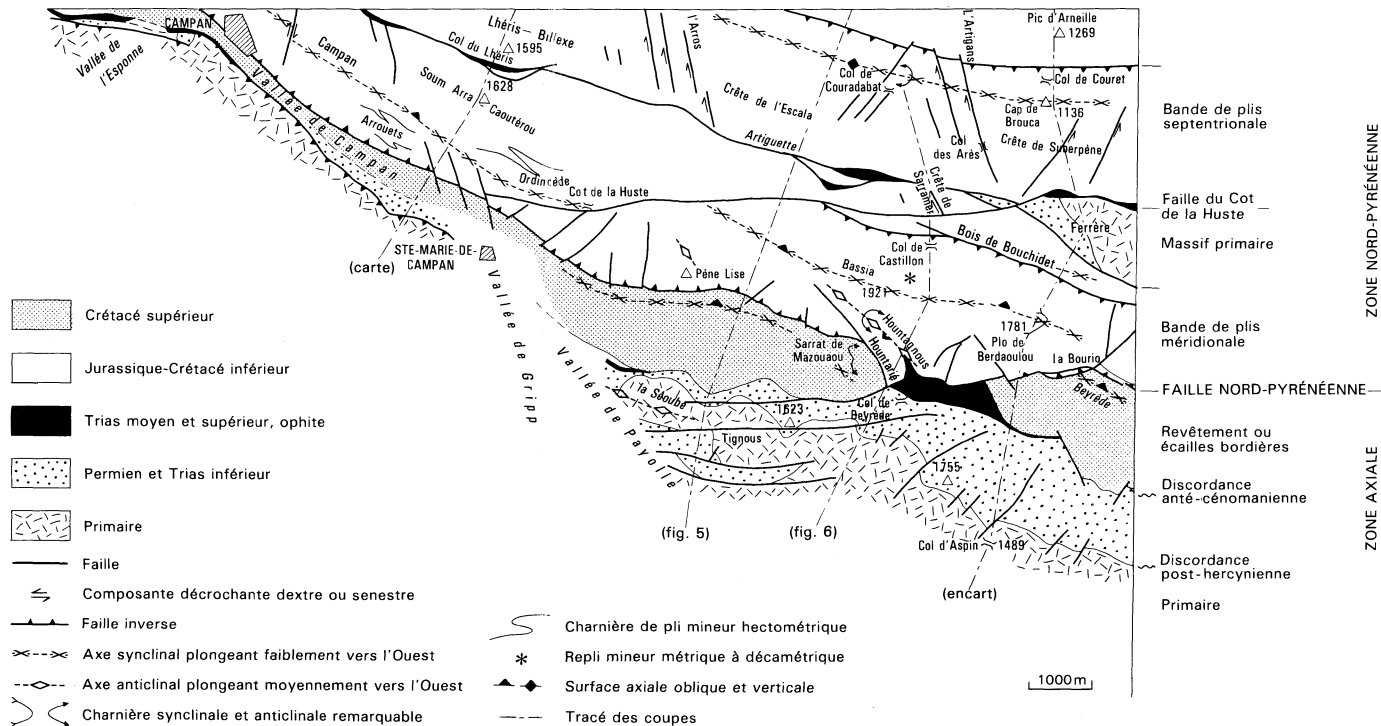 CAMPAN
Vallée de
l'Esponne
Vallée de Campan
Campan
Lhéris - Billexe
Col du Lhéris
1595
1628
Soum Arra
Caoutérou
Arrouets
Ordincède
Cot de la Huste
l'Arros
Crête de l'Escala
Artiguette
Col de
Couradabat
l'Artigans
Pic d'Arneille
1269
Col de Couret
Cap de
Brouca
1136
Col
des Arès
Crête de Superpène
Crête de
Sarramer
Ferrère
Bois de Bouchidet
Col de
Castillon
Bassia
1921
Pène Lise
STE-MARIE-DE-
CAMPAN
(carte)
Vallée de Gripp
Vallée de Payolle
Hountagnous
Hountarié
Sarrat de
Mazouaou
1781
Plo de
Berdaoulou
la Bourio
Beyrède
la Séoube
1623
Col de
Beyrède
Tignous
1755
Col d'Aspin
1489
(fig. 5)
(fig. 6)
(encart)
Bande de plis
septentrionale
Faille du Cot
de la Huste
Massif primaire
Bande de plis
méridionale
FAILLE NORD-PYRÉNÉENNE
Revêtement ou
écailles bordières
Discordance
anté-cénomanienne
Discordance
post-hercynienne
Primaire
ZONE NORD-PYRÉNÉENNE
ZONE AXIALE
Crétacé supérieur
Jurassique-Crétacé inférieur
Trias moyen et supérieur, ophite
Permien et Trias inférieur
Primaire
Faille
Composante décrochante dextre ou senestre
Faille inverse
Axe synclinal plongeant faiblement vers l'Ouest
Axe anticlinal plongeant moyennement vers l'Ouest
Charnière synclinale et anticlinale remarquable
Charnière de pli mineur hectométrique
Repli mineur métrique à décamétrique
Surface axiale oblique et verticale
Tracé des coupes
1000m